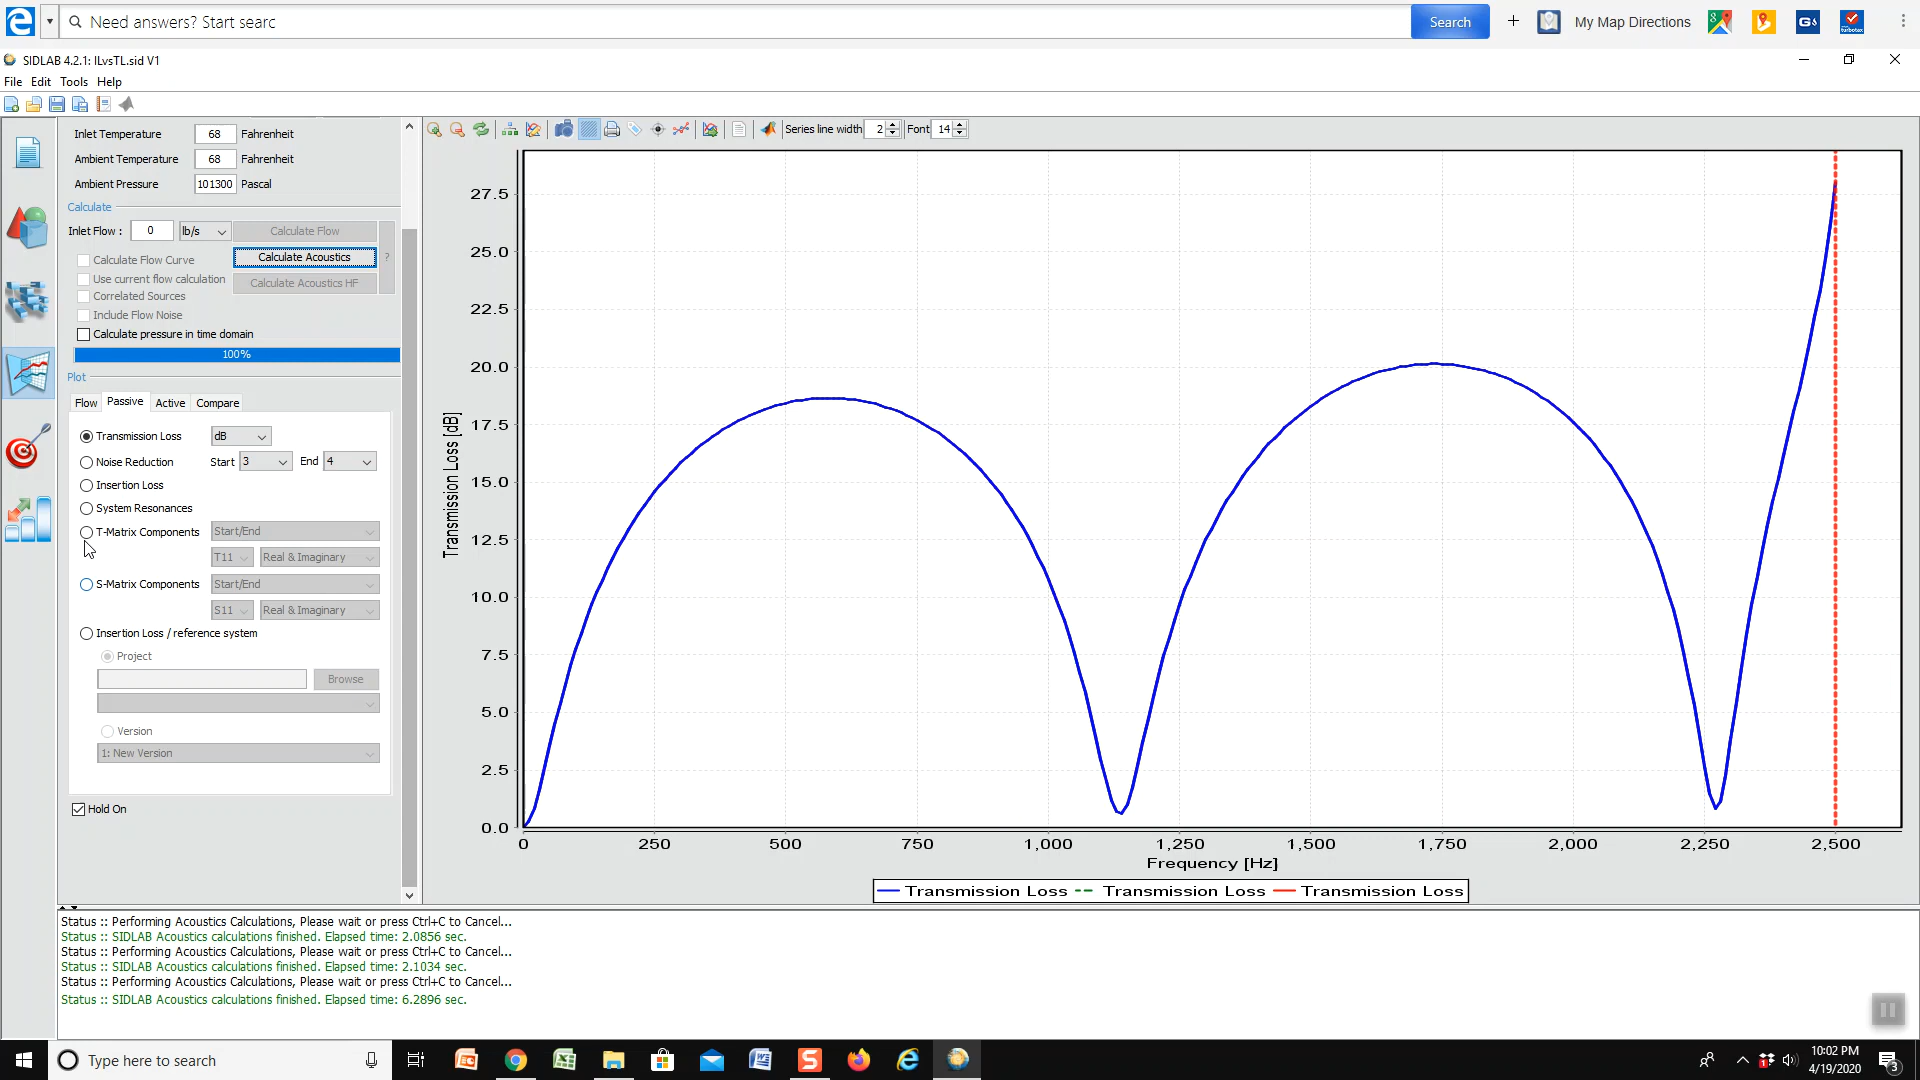 Need answers? Start searc
Search
My Map Directions
SIDLAB 4.2.1: ILvsTL.sid V1
File Edit Tools Help
Inlet Temperature 68 Fahrenheit
Ambient Temperature 68 Fahrenheit
Ambient Pressure 101300 Pascal
Calculate
Inlet Flow : 0 lb/s Calculate Flow
Calculate Acoustics ?
Calculate Flow Curve
Use current flow calculation Calculate Acoustics HF
Correlated Sources
Include Flow Noise
Calculate pressure in time domain
100%
Plot
Flow Passive Active Compare
Transmission Loss dB
Noise Reduction Start 3 End 4
Insertion Loss
System Resonances
T-Matrix Components Start/End
T11 Real & Imaginary
S-Matrix Components Start/End
S11 Real & Imaginary
Insertion Loss / reference system
Project
Browse
Version
1: New Version
Hold On
Series line width 2 Font 14
Transmission Loss [dB]
27.5
25.0
22.5
20.0
17.5
15.0
12.5
10.0
7.5
5.0
2.5
0.0
0 250 500 750 1,000 1,250 1,500 1,750 2,000 2,250 2,500
Frequency [Hz]
Transmission Loss Transmission Loss Transmission Loss
Status :: Performing Acoustics Calculations, Please wait or press Ctrl+C to Cancel...
Status :: SIDLAB Acoustics calculations finished. Elapsed time: 2.0856 sec.
Status :: Performing Acoustics Calculations, Please wait or press Ctrl+C to Cancel...
Status :: SIDLAB Acoustics calculations finished. Elapsed time: 2.1034 sec.
Status :: Performing Acoustics Calculations, Please wait or press Ctrl+C to Cancel...
Status :: SIDLAB Acoustics calculations finished. Elapsed time: 6.2896 sec.
Type here to search
10:02 PM
4/19/2020
3